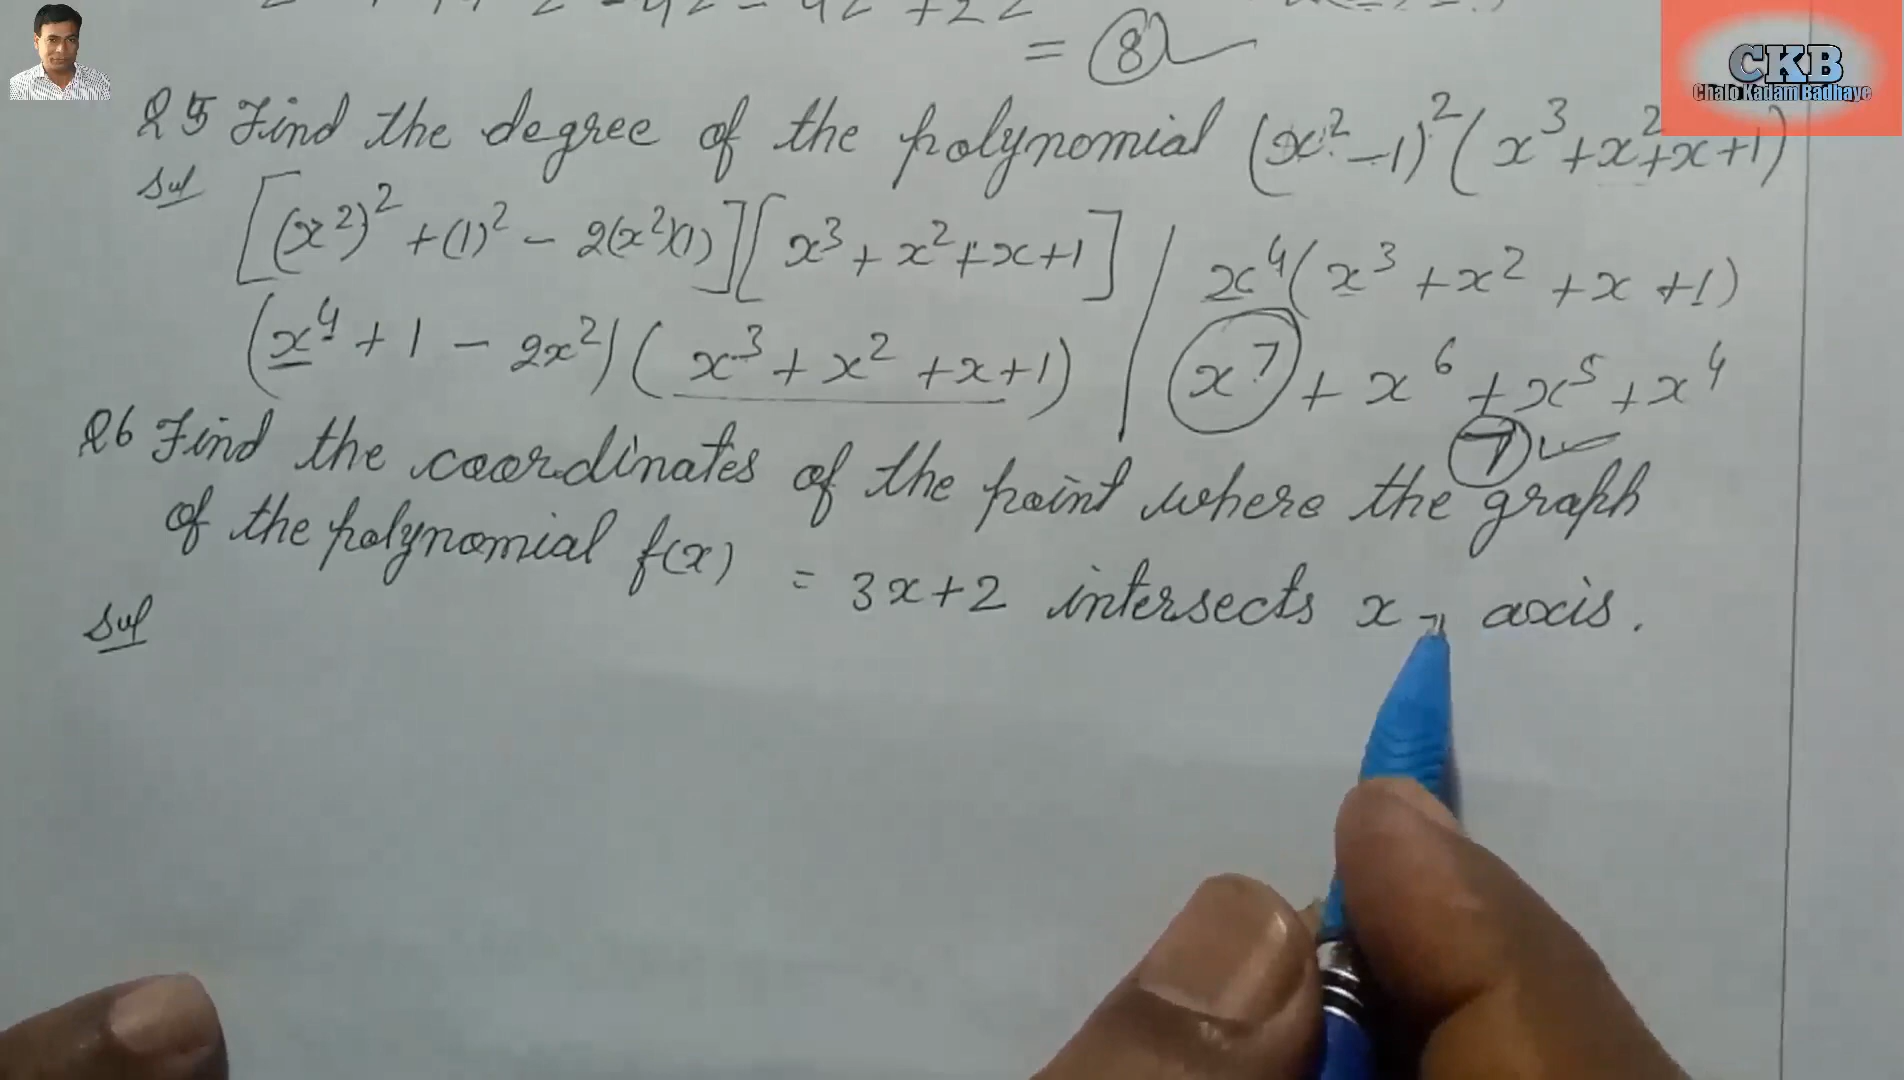 = 8
CKB
Chalo Kadam Badhaye
Q5 Find the degree of the polynomial (x²-1)²(x³+x²+x+1)
Sol
[(x²)²+(1)²-2(x²)(1)][x³+x²+x+1]
x⁴(x³+x²+x+1)
(x⁴+1-2x²)(x³+x²+x+1)
x⁷+x⁶+x⁵+x⁴
7
Q6 Find the coordinates of the point where the graph
of the polynomial f(x) = 3x+2 intersects x- axis.
Sol